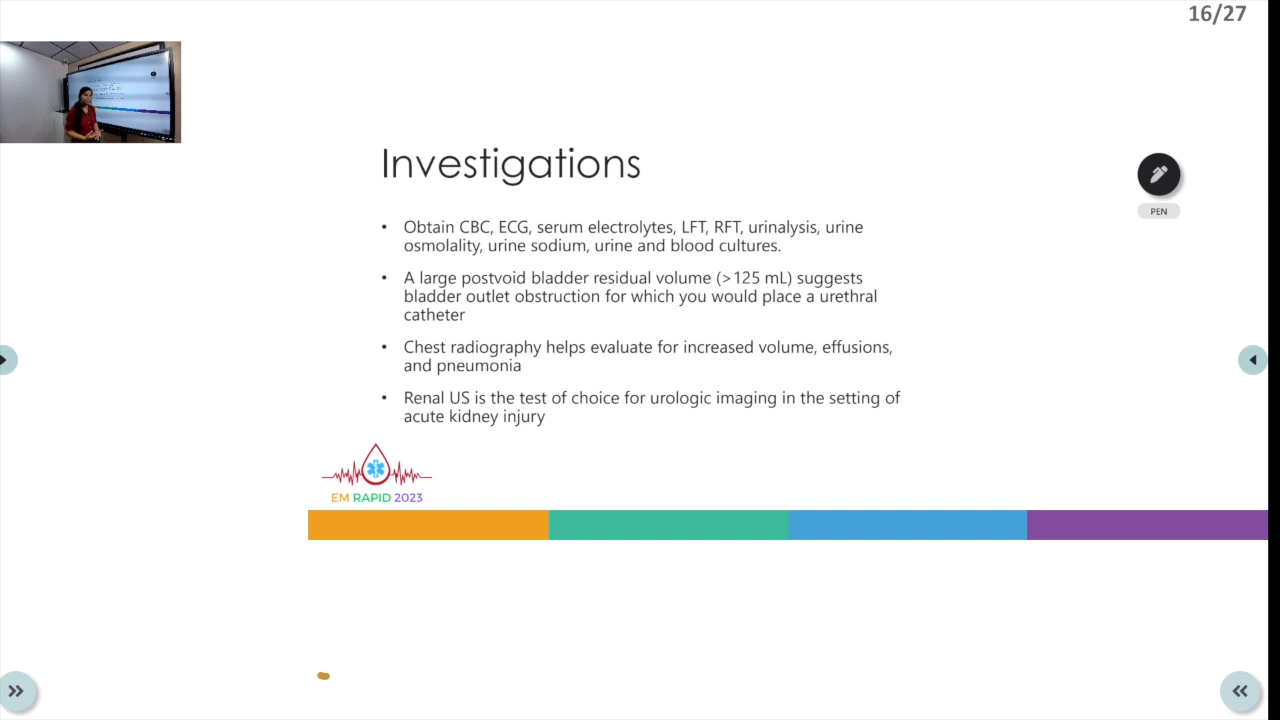 16/27
Investigations
PEN
• Obtain CBC, ECG, serum electrolytes, LFT, RFT, urinalysis, urine
osmolality, urine sodium, urine and blood cultures.
• A large postvoid bladder residual volume (>125 mL) suggests
bladder outlet obstruction for which you would place a urethral
catheter
• Chest radiography helps evaluate for increased volume, effusions,
and pneumonia
• Renal US is the test of choice for urologic imaging in the setting of
acute kidney injury
EM RAPID 2023